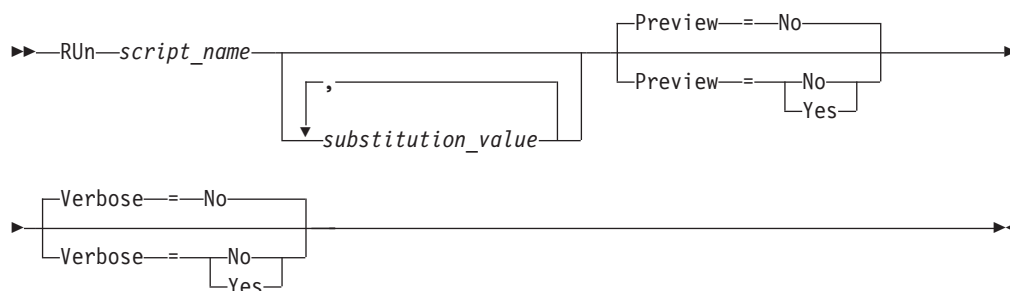 RUn script_name
,
substitution_value
Preview = No
Preview = No
Yes
Verbose = No
Verbose = No
Yes